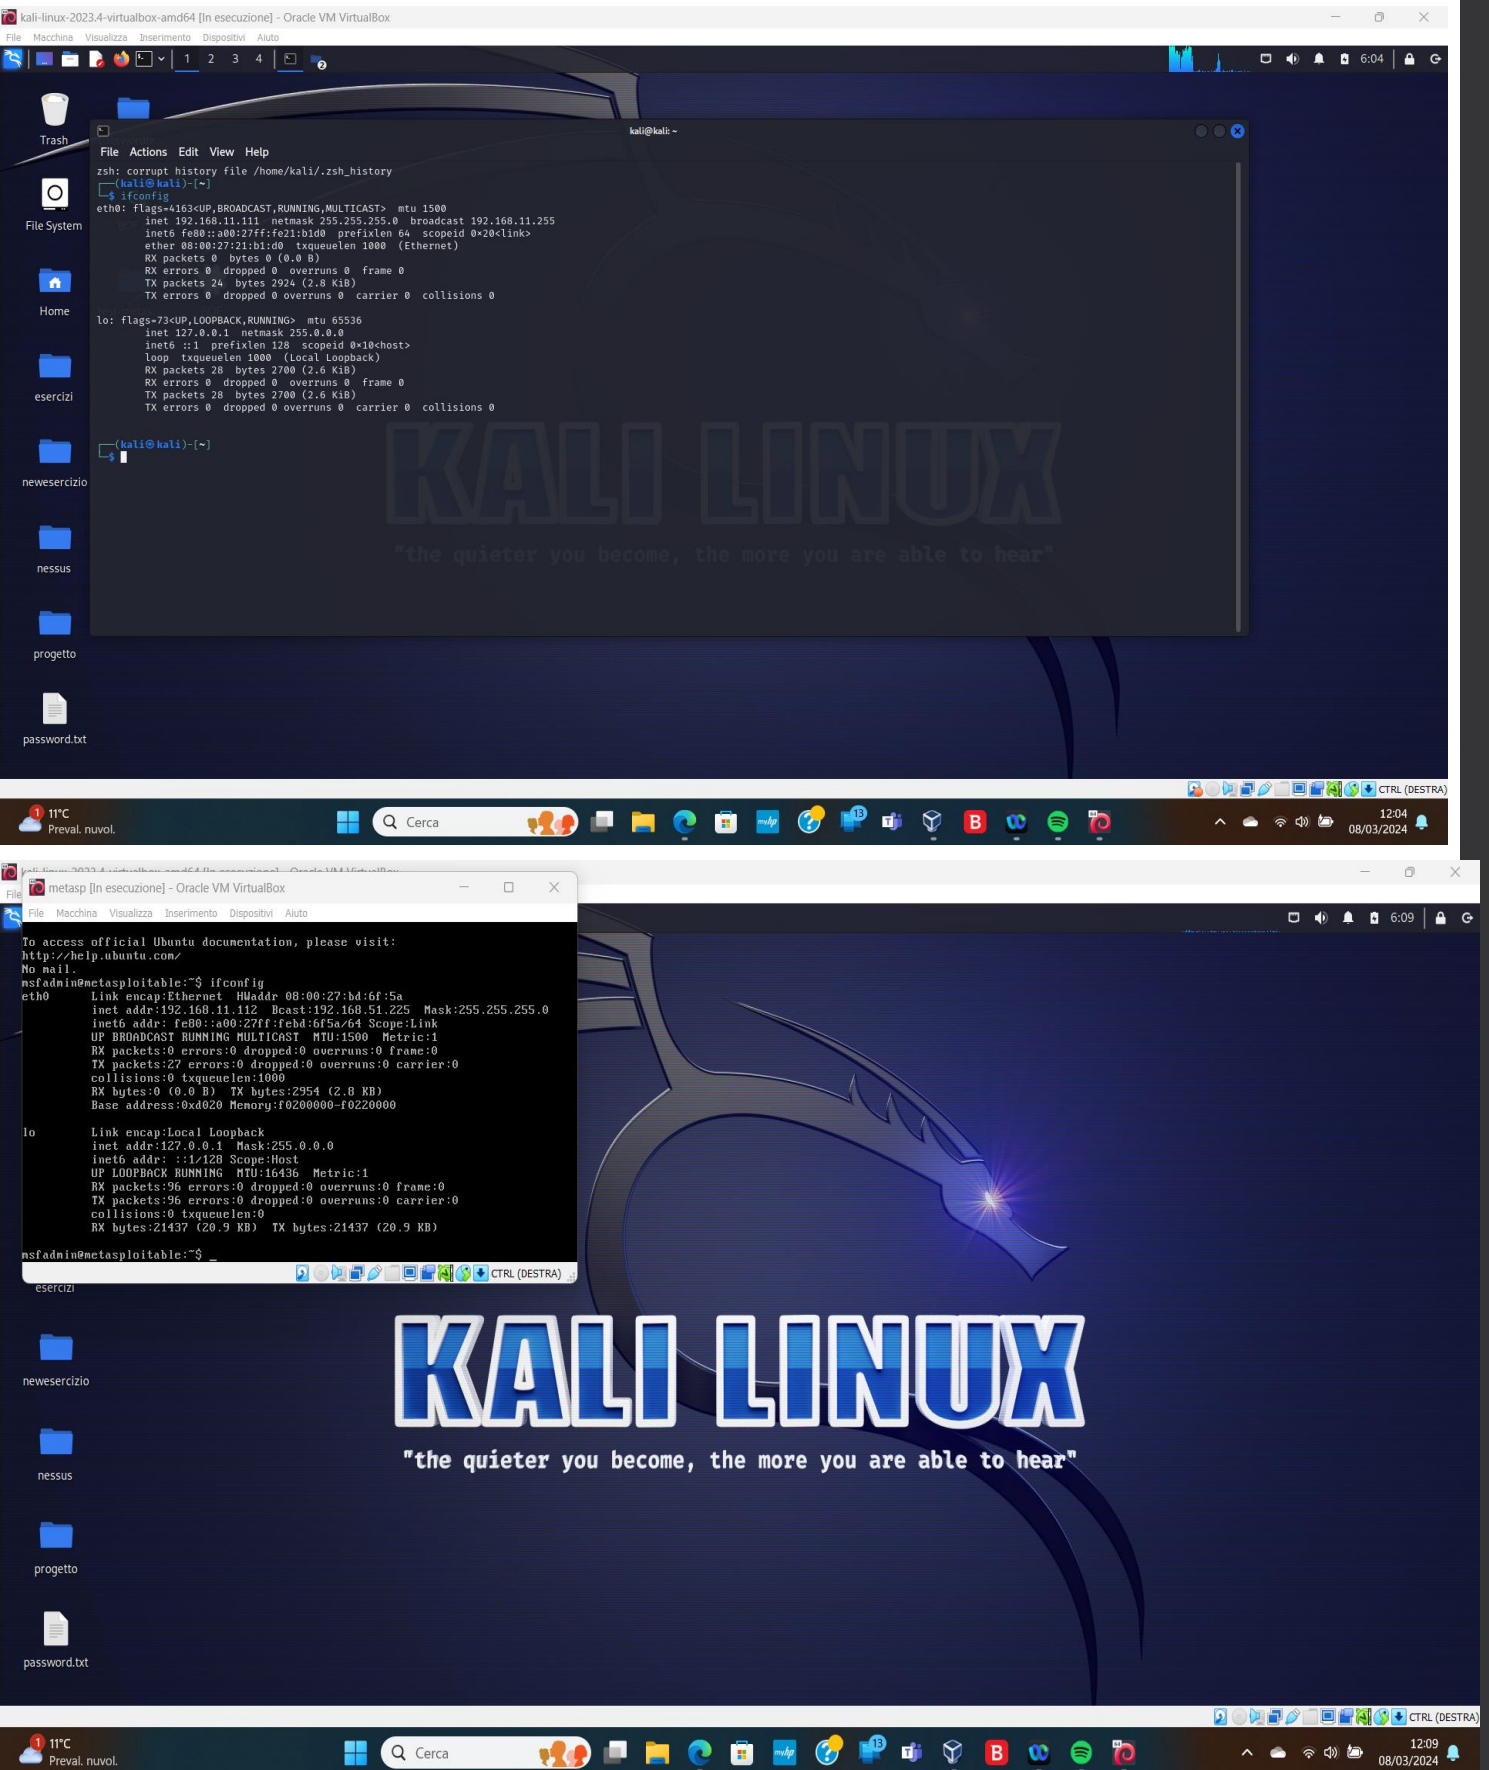 kali-linux-2023.4-virtualbox-amd64 [In esecuzione] - Oracle VM VirtualBox
File Macchina Visualizza Inserimento Dispositivi Aiuto
1 2 3 4
6:04
Trash
File System
Home
esercizi
newesercizio
nessus
progetto
password.txt
kali@kali: ~
File Actions Edit View Help
zsh: corrupt history file /home/kali/.zsh_history
(kali㉿kali)-[~]
$ ifconfig
eth0: flags=4163<UP,BROADCAST,RUNNING,MULTICAST> mtu 1500
inet 192.168.11.111 netmask 255.255.255.0 broadcast 192.168.11.255
inet6 fe80::a00:27ff:fe21:b1d0 prefixlen 64 scopeid 0×20<link>
ether 08:00:27:21:b1:d0 txqueuelen 1000 (Ethernet)
RX packets 0 bytes 0 (0.0 B)
RX errors 0 dropped 0 overruns 0 frame 0
TX packets 24 bytes 2924 (2.8 KiB)
TX errors 0 dropped 0 overruns 0 carrier 0 collisions 0
lo: flags=73<UP,LOOPBACK,RUNNING> mtu 65536
inet 127.0.0.1 netmask 255.0.0.0
inet6 ::1 prefixlen 128 scopeid 0×10<host>
loop txqueuelen 1000 (Local Loopback)
RX packets 28 bytes 2700 (2.6 KiB)
RX errors 0 dropped 0 overruns 0 frame 0
TX packets 28 bytes 2700 (2.6 KiB)
TX errors 0 dropped 0 overruns 0 carrier 0 collisions 0
(kali㉿kali)-[~]
$
KALI LINUX
"the quieter you become, the more you are able to hear"
CTRL (DESTRA)
1
11°C
Preval. nuvol.
Cerca
myhp
13
B
12:04
08/03/2024
metasp [In esecuzione] - Oracle VM VirtualBox
File Macchina Visualizza Inserimento Dispositivi Aiuto
6:09
To access official Ubuntu documentation, please visit:
http://help.ubuntu.com/
No mail.
msfadmin@metasploitable:~$ ifconfig
eth0 Link encap:Ethernet HWaddr 08:00:27:bd:6f:5a
inet addr:192.168.11.112 Bcast:192.168.51.225 Mask:255.255.255.0
inet6 addr: fe80::a00:27ff:febd:6f5a/64 Scope:Link
UP BROADCAST RUNNING MULTICAST MTU:1500 Metric:1
RX packets:0 errors:0 dropped:0 overruns:0 frame:0
TX packets:27 errors:0 dropped:0 overruns:0 carrier:0
collisions:0 txqueuelen:1000
RX bytes:0 (0.0 B) TX bytes:2954 (2.8 KB)
Base address:0xd020 Memory:f0200000-f0220000
lo Link encap:Local Loopback
inet addr:127.0.0.1 Mask:255.0.0.0
inet6 addr: ::1/128 Scope:Host
UP LOOPBACK RUNNING MTU:16436 Metric:1
RX packets:96 errors:0 dropped:0 overruns:0 frame:0
TX packets:96 errors:0 dropped:0 overruns:0 carrier:0
collisions:0 txqueuelen:0
RX bytes:21437 (20.9 KB) TX bytes:21437 (20.9 KB)
msfadmin@metasploitable:~$ _
CTRL (DESTRA)
esercizi
newesercizio
nessus
progetto
password.txt
KALI LINUX
"the quieter you become, the more you are able to hear"
CTRL (DESTRA)
1
11°C
Preval. nuvol.
Cerca
myhp
13
B
12:09
08/03/2024